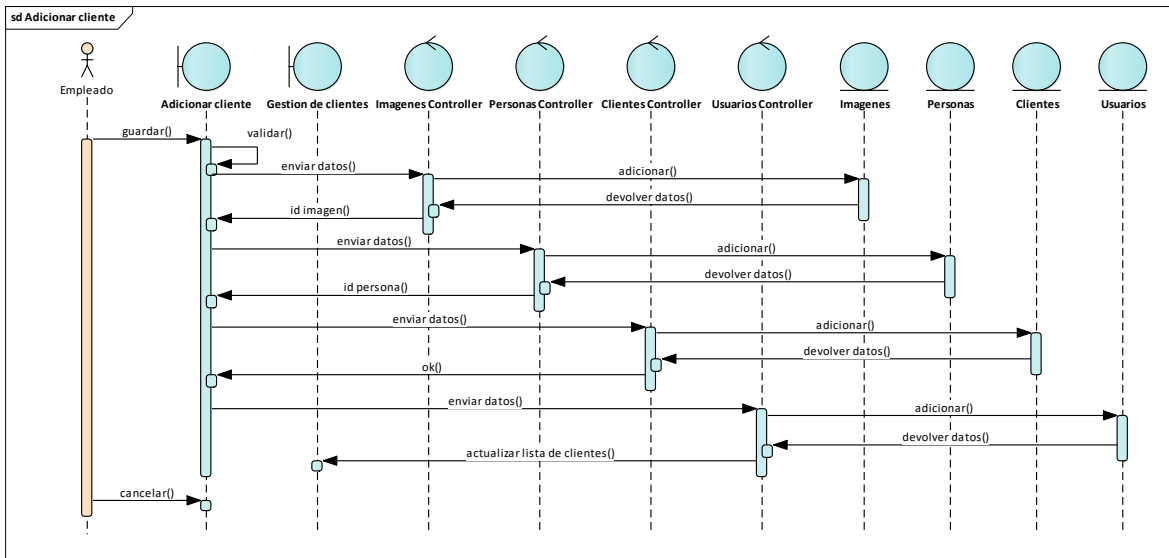 sd Adicionar cliente
Empleado
Adicionar cliente
Gestion de clientes
Imagenes Controller
Personas Controller
Clientes Controller
Usuarios Controller
Imagenes
Personas
Clientes
Usuarios
guardar()
validar()
enviar datos()
adicionar()
devolver datos()
id imagen()
enviar datos()
adicionar()
devolver datos()
id persona()
enviar datos()
adicionar()
devolver datos()
ok()
enviar datos()
adicionar()
devolver datos()
actualizar lista de clientes()
cancelar()